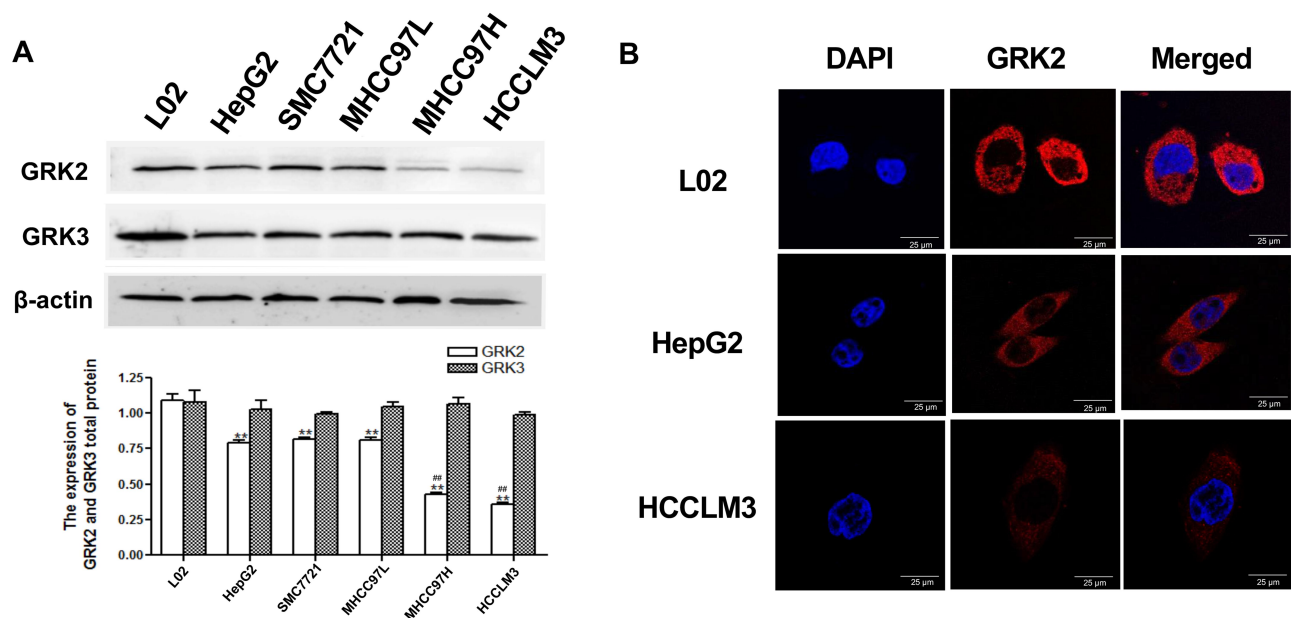 A
L02
HepG2
SMC7721
MHCC97L
MHCC97H
HCCLM3
GRK2
GRK3
β-actin
GRK2
GRK3
The expression of
GRK2 and GRK3 total protein
1.25
1.00
0.75
0.50
0.25
0.00
**
**
**
##
**
##
**
L02
HepG2
SMC7721
MHCC97L
MHCC97H
HCCLM3
B
DAPI
GRK2
Merged
L02
25 μm
25 μm
25 μm
HepG2
25 μm
25 μm
25 μm
HCCLM3
25 μm
25 μm
25 μm